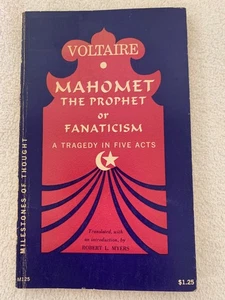 VOLTAIRE
MAHOMET
THE PROPHET
or
FANATICISM
A TRAGEDY IN FIVE ACTS
Translated, with
an introduction, by
ROBERT L. MYERS
MILESTONES OF THOUGHT
M125
$1.25